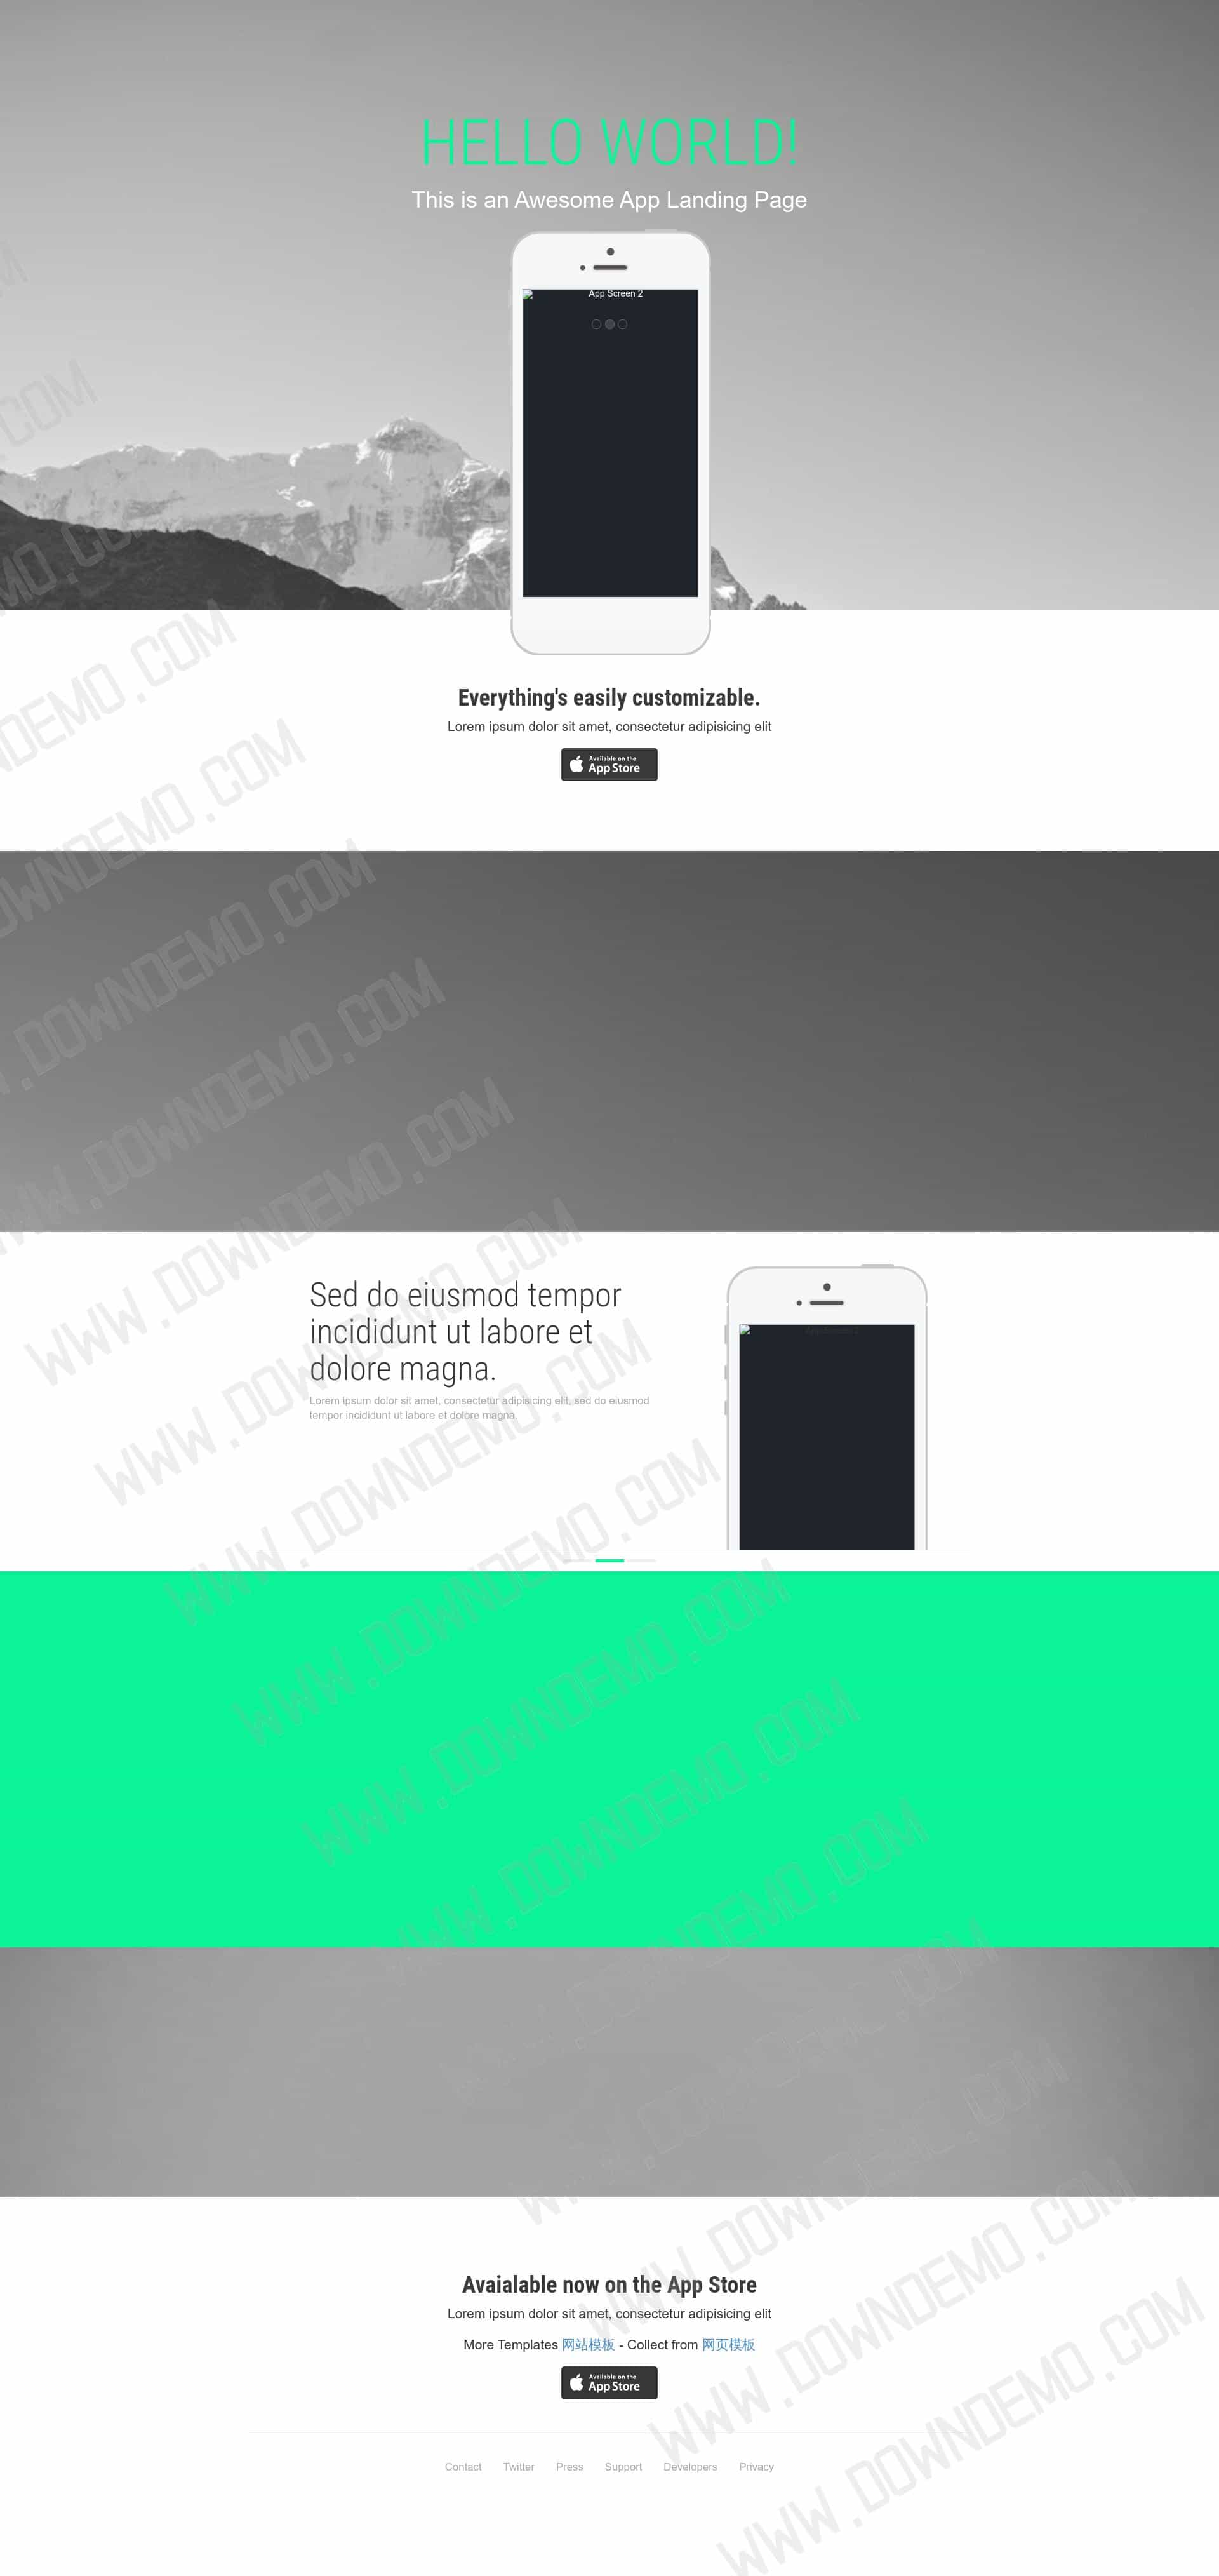 HELLO WORLD!
This is an Awesome App Landing Page
App Screen 2
Everything's easily customizable.
Lorem ipsum dolor sit amet, consectetur adipisicing elit
Available on the
App Store
Sed do eiusmod tempor
incididunt ut labore et
dolore magna.
Lorem ipsum dolor sit amet, consectetur adipisicing elit, sed do eiusmod
tempor incididunt ut labore et dolore magna.
App Screen 2
Avaialable now on the App Store
Lorem ipsum dolor sit amet, consectetur adipisicing elit
More Templates 网站模板 - Collect from 网页模板
Available on the
App Store
Contact Twitter Press Support Developers Privacy
WWW.DOWNDEMO.COM